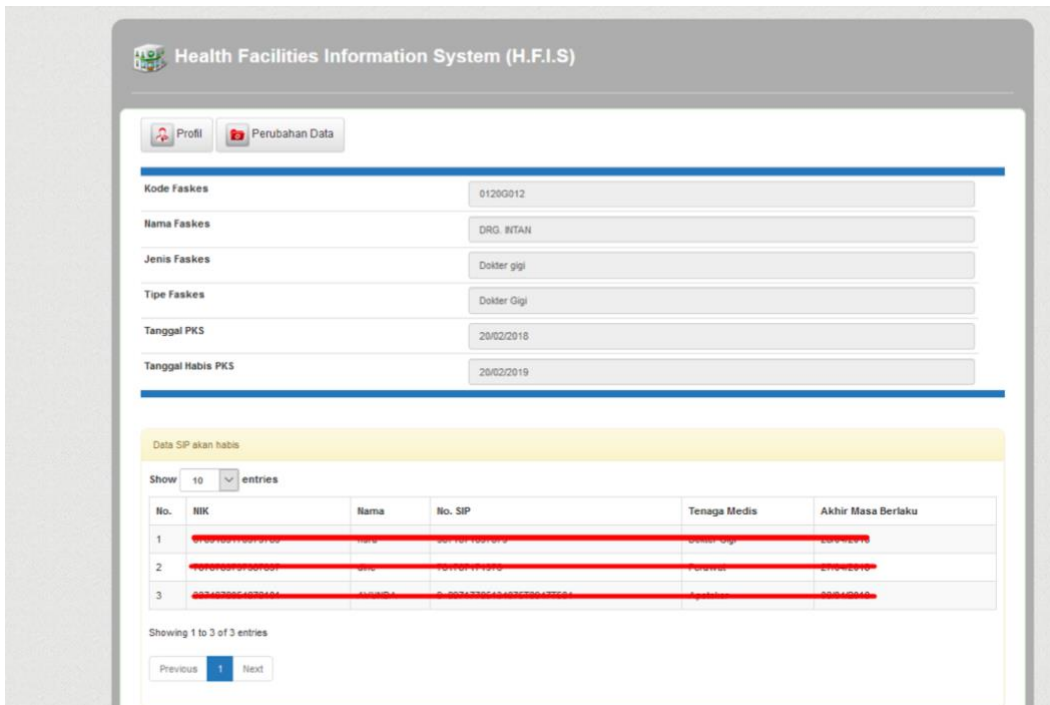 Health Facilities Information System (H.F.I.S)
Profil Perubahan Data
Kode Faskes 0120G012
Nama Faskes DRG. INTAN
Jenis Faskes Dokter gigi
Tipe Faskes Dokter Gigi
Tanggal PKS 20/02/2018
Tanggal Habis PKS 20/02/2019
Data SIP akan habis
Show 10 entries
No. NIK Nama No. SIP Tenaga Medis Akhir Masa Berlaku
1
2
3
Showing 1 to 3 of 3 entries
Previous 1 Next